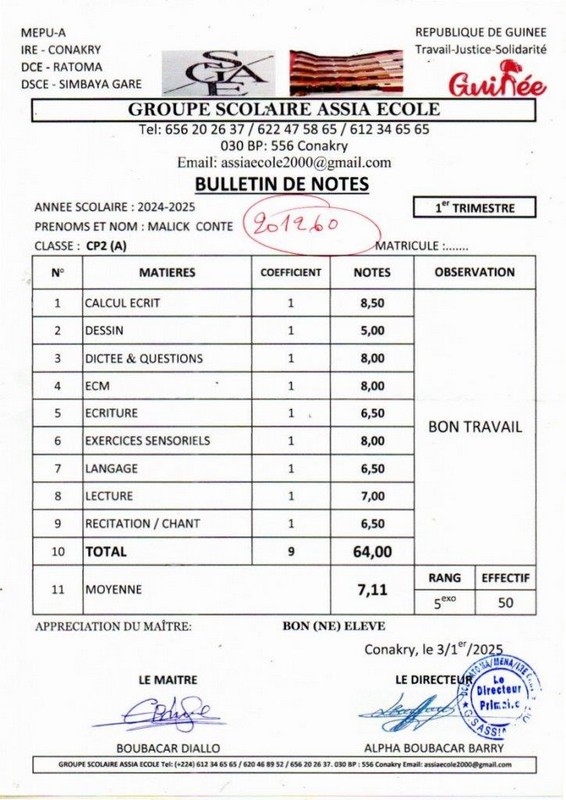 MEPU-A
IRE - CONAKRY
DCE - RATOMA
DSCE - SIMBAYA GARE
SGAE
REPUBLIQUE DE GUINEE
Travail-Justice-Solidarité
Guinée
GROUPE SCOLAIRE ASSIA ECOLE
Tel: 656 20 26 37 / 622 47 58 65 / 612 34 65 65
030 BP: 556 Conakry
Email: assiaecole2000@gmail.com
BULLETIN DE NOTES
ANNEE SCOLAIRE : 2024-2025
1er TRIMESTRE
PRENOMS ET NOM : MALICK CONTE
201260
CLASSE : CP2 (A)
MATRICULE :.......
N° MATIERES COEFFICIENT NOTES OBSERVATION
1 CALCUL ECRIT 1 8,50
2 DESSIN 1 5,00
3 DICTEE & QUESTIONS 1 8,00
4 ECM 1 8,00
5 ECRITURE 1 6,50
6 EXERCICES SENSORIELS 1 8,00
BON TRAVAIL
7 LANGAGE 1 6,50
8 LECTURE 1 7,00
9 RECITATION / CHANT 1 6,50
10 TOTAL 9 64,00
11 MOYENNE 7,11
RANG EFFECTIF
5exo 50
APPRECIATION DU MAÎTRE: BON (NE) ELEVE
Conakry, le 3/1er/2025
LE MAITRE
LE DIRECTEUR
Le
Directeur
BOUBACAR DIALLO
ALPHA BOUBACAR BARRY
GROUPE SCOLAIRE ASSIA ECOLE Tel: (+224) 612 34 65 65 / 620 46 89 52 / 656 20 26 37. 030 BP : 556 Conakry Email: assiaecole2000@gmail.com